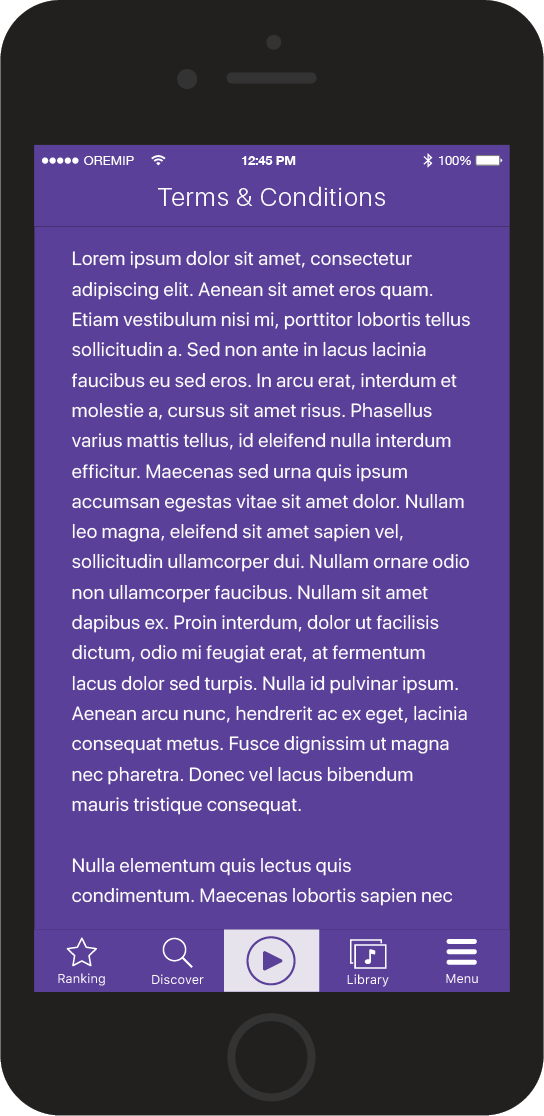 OREMIP 12:45 PM 100%
Terms & Conditions
Lorem ipsum dolor sit amet, consectetur
adipiscing elit. Aenean sit amet eros quam.
Etiam vestibulum nisi mi, porttitor lobortis tellus
sollicitudin a. Sed non ante in lacus lacinia
faucibus eu sed eros. In arcu erat, interdum et
molestie a, cursus sit amet risus. Phasellus
varius mattis tellus, id eleifend nulla interdum
efficitur. Maecenas sed urna quis ipsum
accumsan egestas vitae sit amet dolor. Nullam
leo magna, eleifend sit amet sapien vel,
sollicitudin ullamcorper dui. Nullam ornare odio
non ullamcorper faucibus. Nullam sit amet
dapibus ex. Proin interdum, dolor ut facilisis
dictum, odio mi feugiat erat, at fermentum
lacus dolor sed turpis. Nulla id pulvinar ipsum.
Aenean arcu nunc, hendrerit ac ex eget, lacinia
consequat metus. Fusce dignissim ut magna
nec pharetra. Donec vel lacus bibendum
mauris tristique consequat.
Nulla elementum quis lectus quis
condimentum. Maecenas lobortis sapien nec
Ranking Discover Library Menu